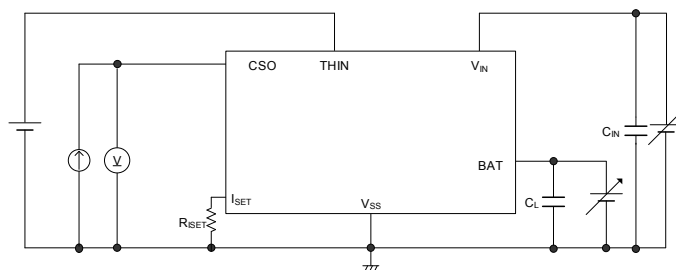 CSO THIN VIN
V
CIN
BAT
CL
ISET
VSS
RISET